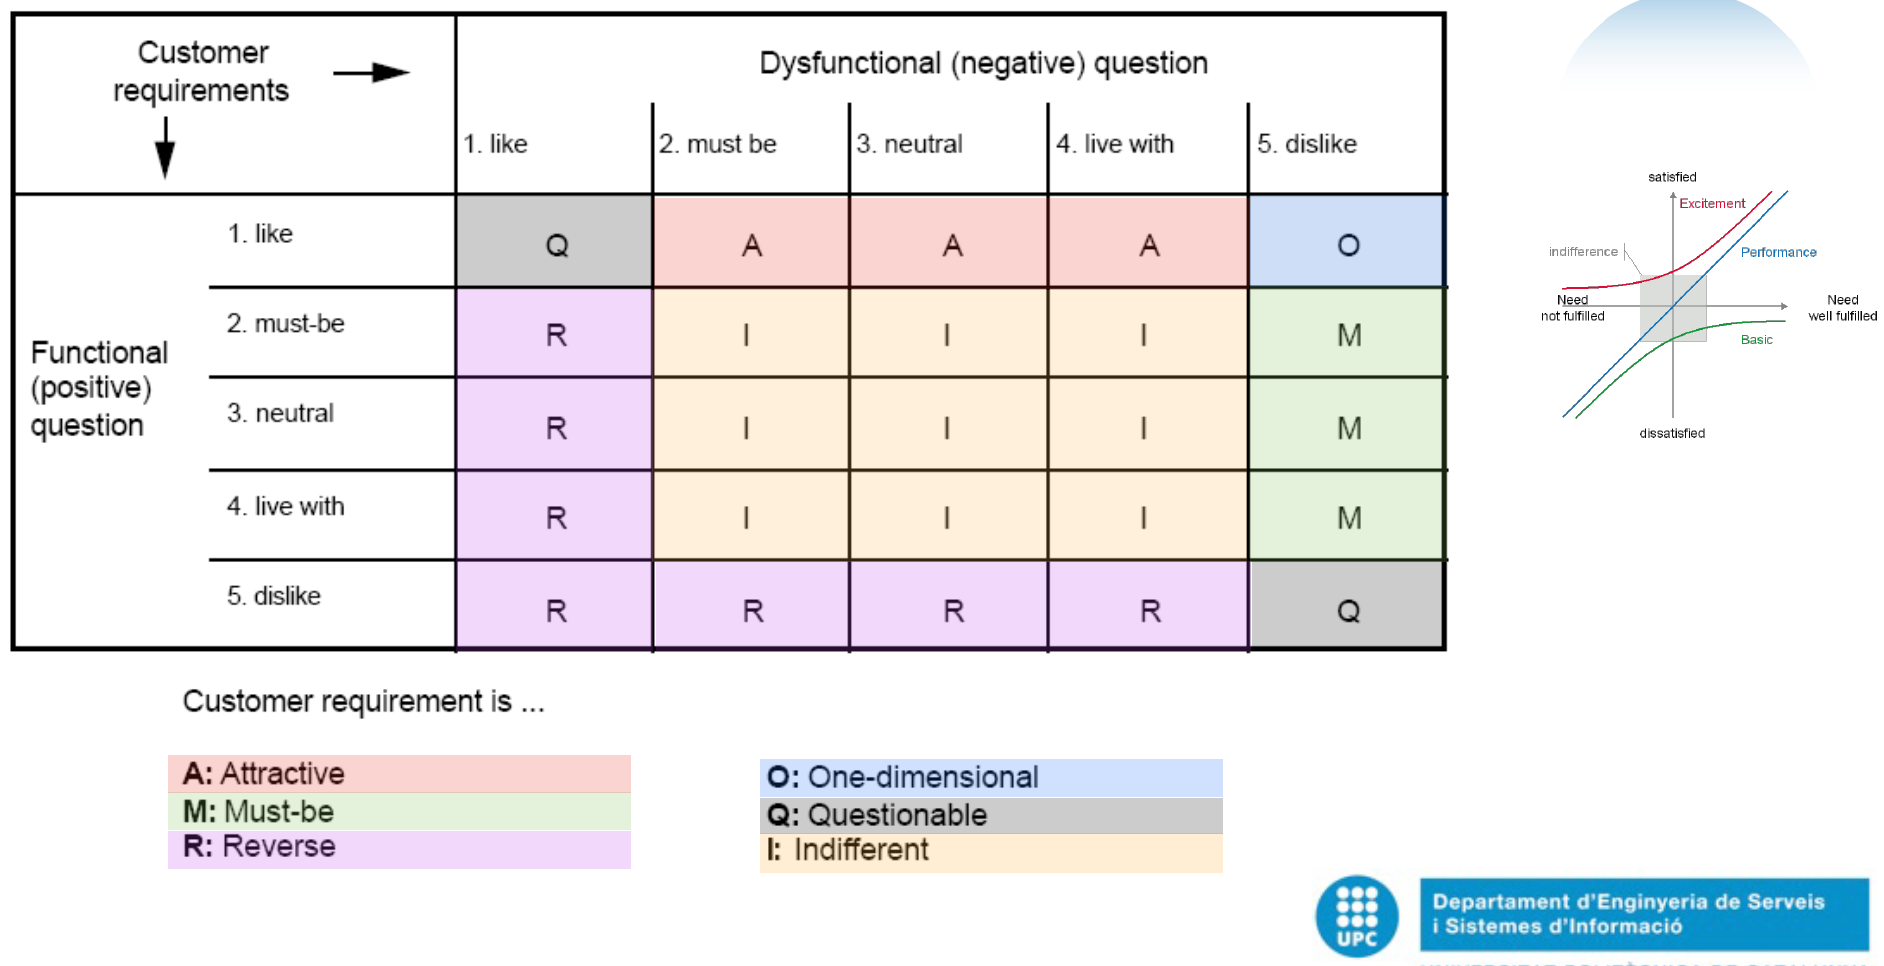 Customer
requirements
Dysfunctional (negative) question
1. like
2. must be
3. neutral
4. live with
5. dislike
Functional
(positive)
question
1. like
Q
A
A
A
O
2. must-be
R
I
I
I
M
3. neutral
R
I
I
I
M
4. live with
R
I
I
I
M
5. dislike
R
R
R
R
Q
satisfied
Excitement
indifference
Performance
Need
not fulfilled
Need
well fulfilled
Basic
dissatisfied
Customer requirement is ...
A: Attractive
M: Must-be
R: Reverse
O: One-dimensional
Q: Questionable
I: Indifferent
UPC
Departament d'Enginyeria de Serveis
i Sistemes d'Informació